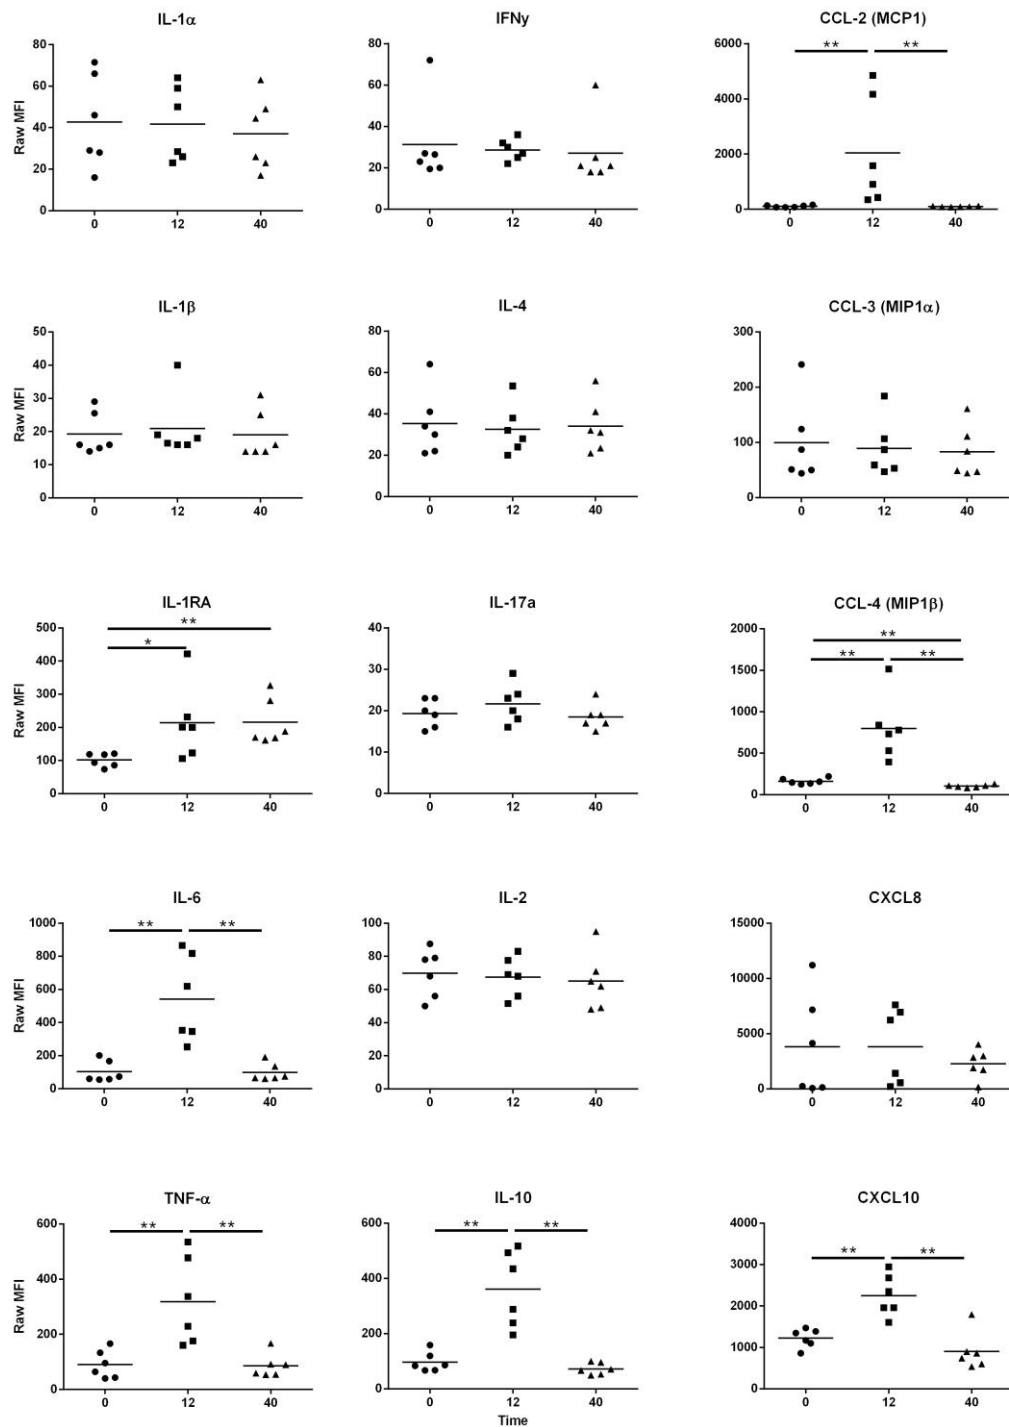 IL-1α
Raw MFI
80
60
40
20
0
0 12 40
IFNy
80
60
40
20
0
0 12 40
CCL-2 (MCP1)
** **
6000
4000
2000
0
0 12 40
IL-1β
Raw MFI
50
40
30
20
10
0
0 12 40
IL-4
80
60
40
20
0
0 12 40
CCL-3 (MIP1α)
300
200
100
0
0 12 40
IL-1RA
**
*
Raw MFI
500
400
300
200
100
0
0 12 40
IL-17a
40
30
20
10
0
0 12 40
CCL-4 (MIP1β)
**
** **
2000
1500
1000
500
0
0 12 40
IL-6
** **
Raw MFI
1000
800
600
400
200
0
0 12 40
IL-2
100
80
60
40
20
0
0 12 40
CXCL8
15000
10000
5000
0
0 12 40
TNF-α
** **
Raw MFI
600
400
200
0
0 12 40
IL-10
** **
600
400
200
0
0 12 40
Time
CXCL10
** **
4000
3000
2000
1000
0
0 12 40